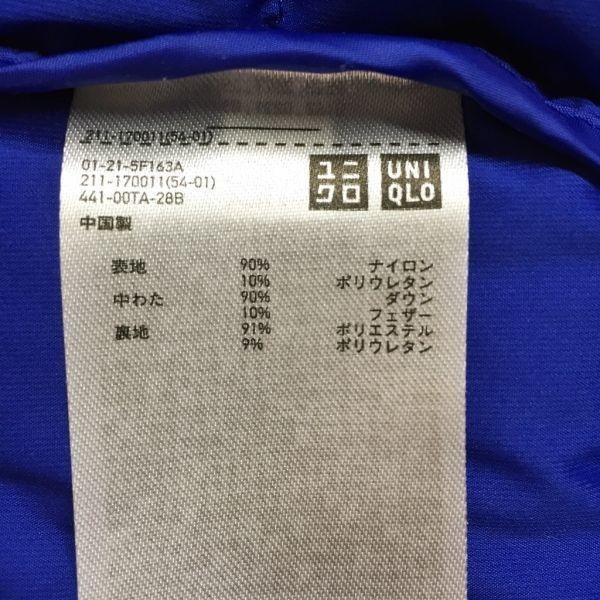 211-170011(54-01)
01-21-5F163A
211-170011(54-01)
441-00TA-28B
中国製
ユニ
クロ
UNI
QLO
表地 90% ナイロン
10% ポリウレタン
中わた 90% ダウン
10% フェザー
裏地 91% ポリエステル
9% ポリウレタン